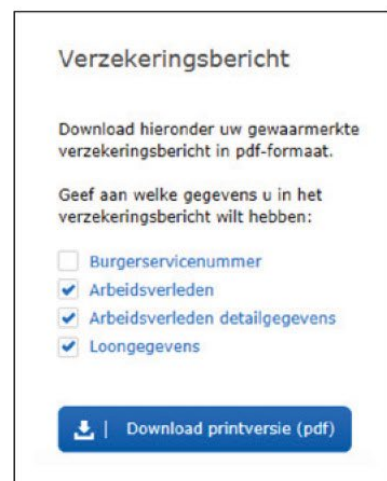 Verzekeringsbericht
Download hieronder uw gewaarmerkte
verzekeringsbericht in pdf-formaat.
Geef aan welke gegevens u in het
verzekeringsbericht wilt hebben:
Burgerservicenummer
Arbeidsverleden
Arbeidsverleden detailgegevens
Loongegevens
Download printversie (pdf)